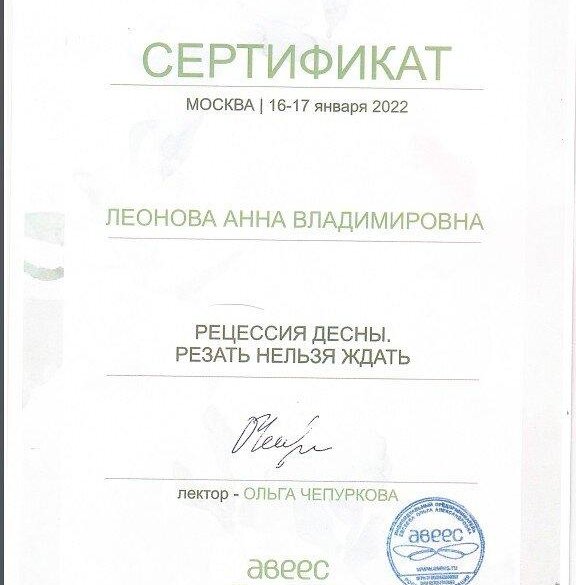 СЕРТИФИКАТ
МОСКВА | 16-17 января 2022
ЛЕОНОВА АННА ВЛАДИМИРОВНА
РЕЦЕССИЯ ДЕСНЫ.
РЕЗАТЬ НЕЛЬЗЯ ЖДАТЬ
лектор - ОЛЬГА ЧЕПУРКОВА
авеес
авеес